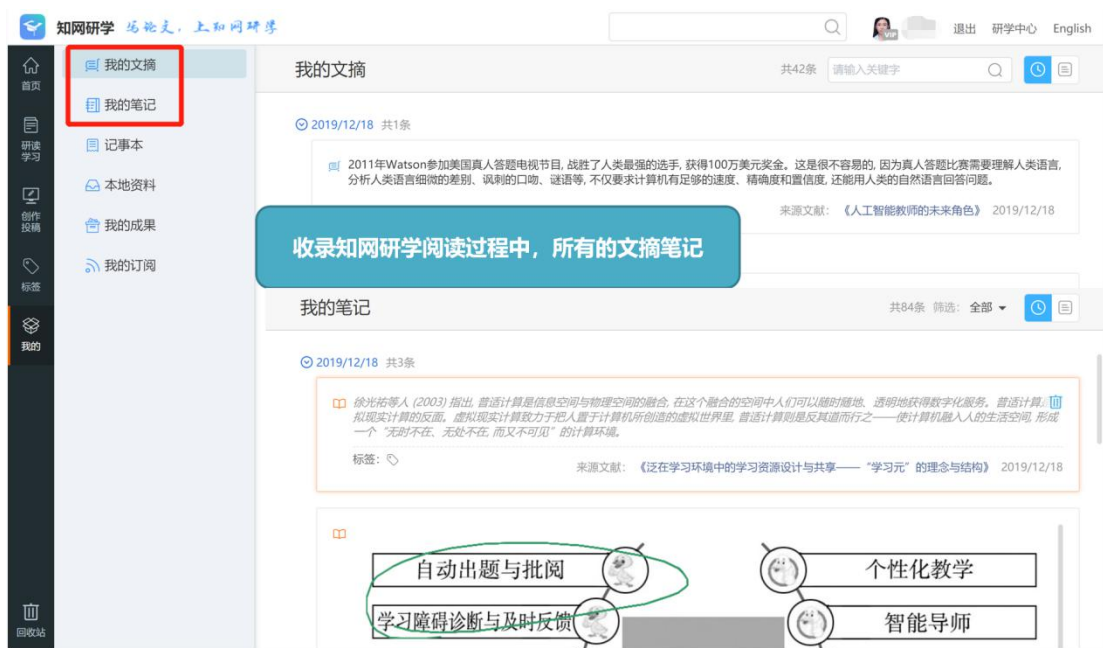 知网研学 写论文,上知网研学
VIP 退出 研学中心 English
首页
研读
学习
创作
投稿
标签
我的
回收站
我的文摘
我的笔记
记事本
本地资料
我的成果
我的订阅
我的文摘 共42条 请输入关键字
2019/12/18 共1条
2011年Watson参加美国真人答题电视节目, 战胜了人类最强的选手, 获得100万美元奖金。这是很不容易的, 因为真人答题比赛需要理解人类语言,
分析人类语言细微的差别、讽刺的口吻、谜语等, 不仅要求计算机有足够的速度、精确度和置信度, 还能用人类的自然语言回答问题。
来源文献: 《人工智能教师的未来角色》 2019/12/18
收录知网研学阅读过程中,所有的文摘笔记
我的笔记 共84条 筛选: 全部
2019/12/18 共3条
徐光祐等人 (2003) 指出, 普适计算是信息空间与物理空间的融合, 在这个融合的空间中人们可以随时随地、透明地获得数字化服务。普适计算
拟现实计算的反面。虚拟现实计算致力于把人置于计算机所创造的虚拟世界里, 普适计算则是反其道而行之——使计算机融入人的生活空间, 形成
一个“无时不在、无处不在, 而又不可见”的计算环境。
标签: 来源文献: 《泛在学习环境中的学习资源设计与共享——“学习元”的理念与结构》 2019/12/18
自动出题与批阅 个性化教学
学习障碍诊断与及时反馈 智能导师